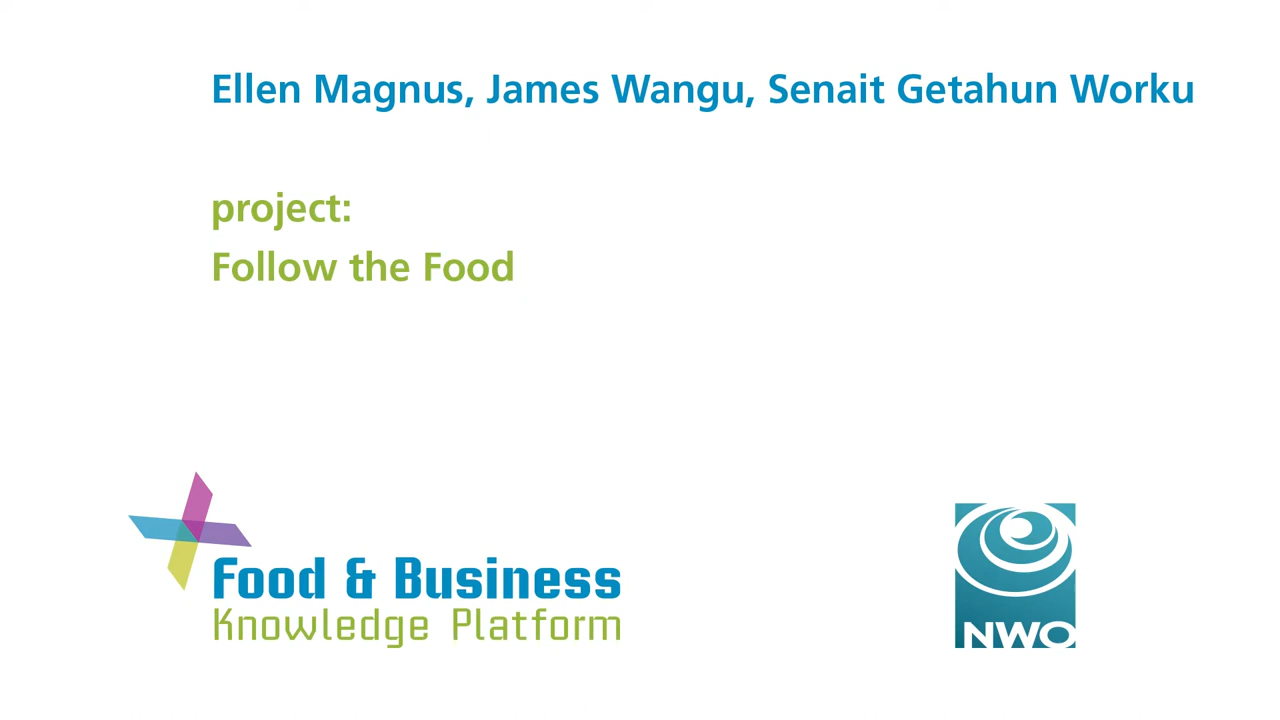 Ellen Magnus, James Wangu, Senait Getahun Worku
project:
Follow the Food
Food & Business
Knowledge Platform
NWO